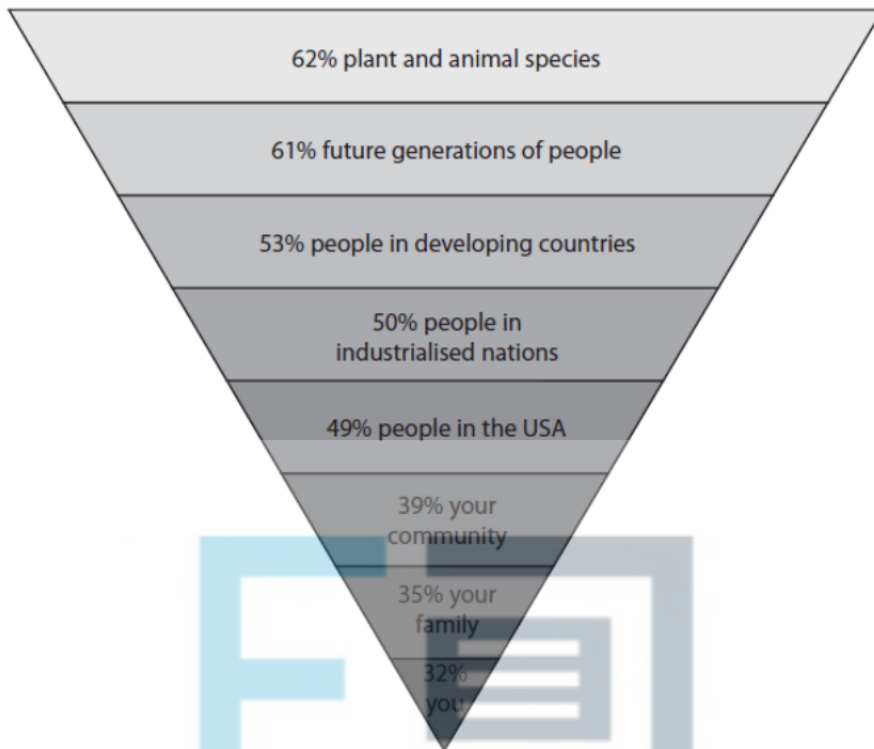 62% plant and animal species
61% future generations of people
53% people in developing countries
50% people in
industrialised nations
49% people in the USA
39% your
community
35% your
family
32%
you